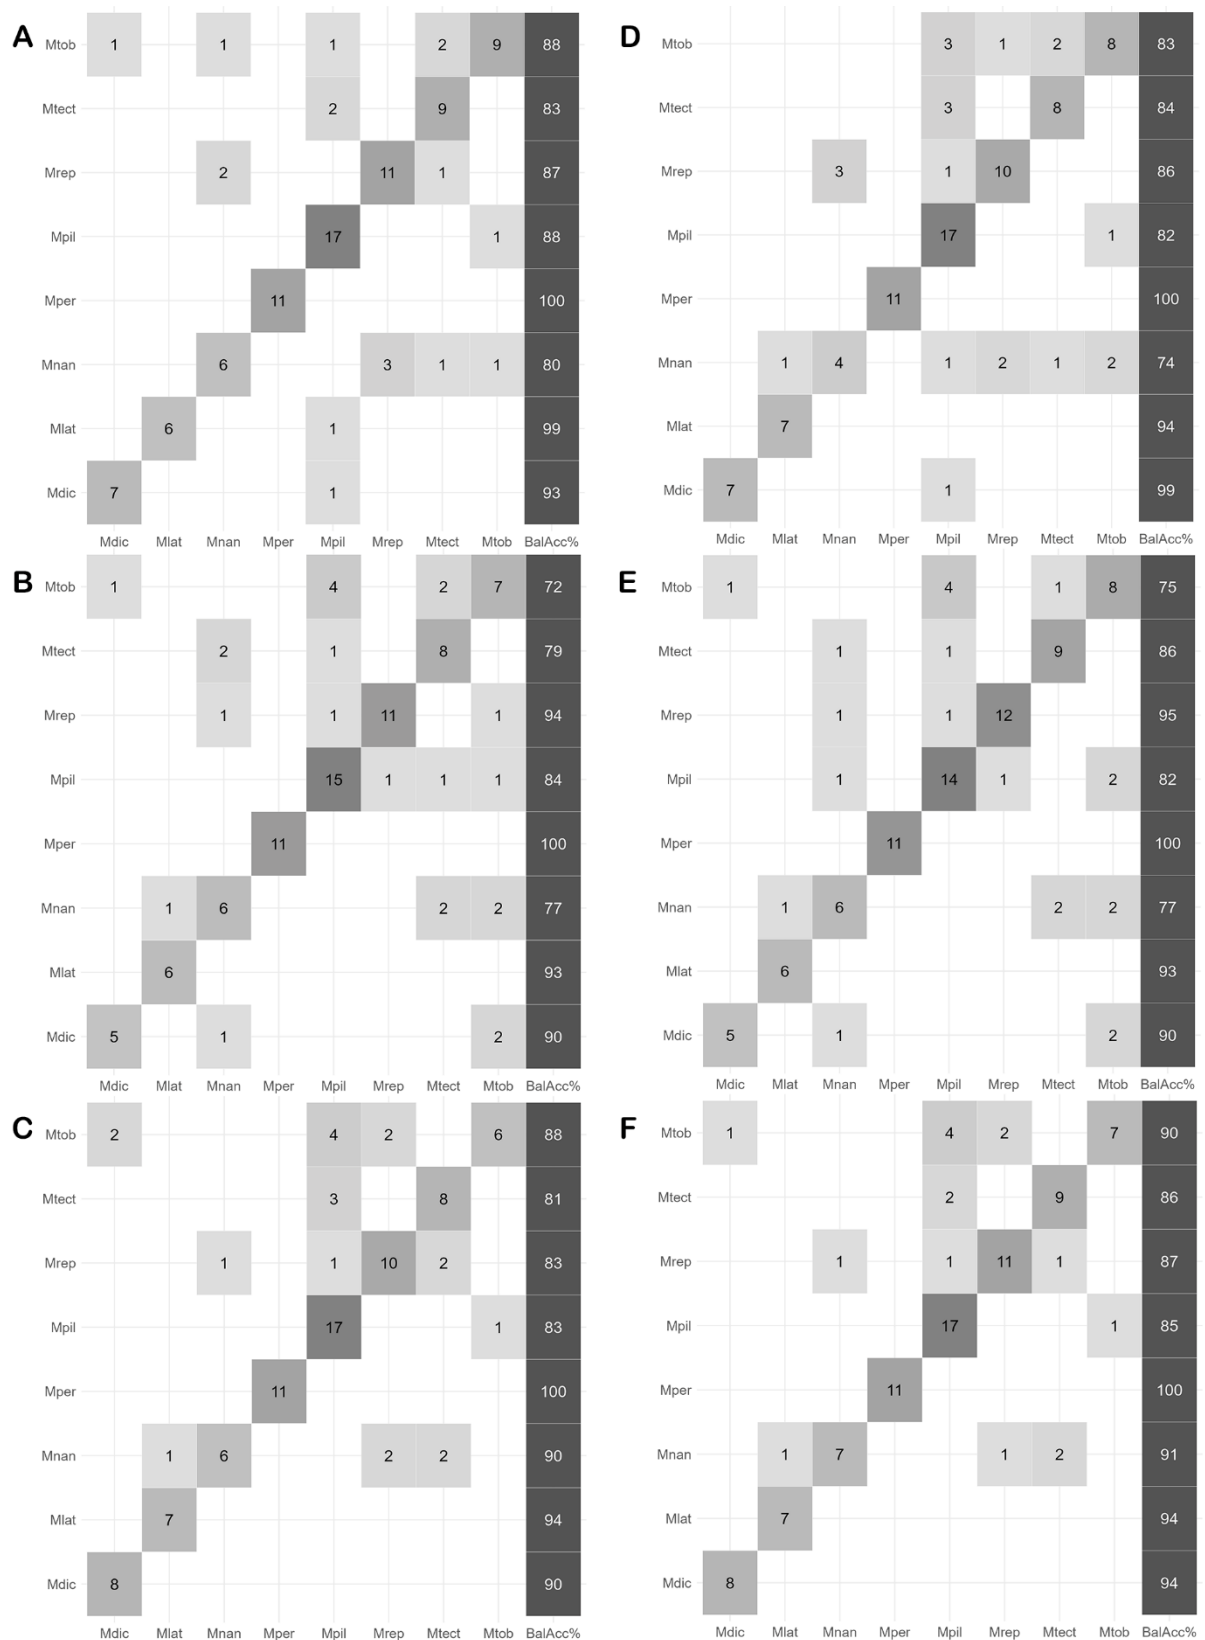 A
Mtob 1 1 1 2 9 88
Mtect 2 9 83
Mrep 2 11 1 87
Mpil 17 1 88
Mper 11 100
Mnan 6 3 1 1 80
Mlat 6 1 99
Mdic 7 1 93
Mdic Mlat Mnan Mper Mpil Mrep Mtect Mtob BalAcc%
B
Mtob 1 4 2 7 72
Mtect 2 1 8 79
Mrep 1 1 11 1 94
Mpil 15 1 1 1 84
Mper 11 100
Mnan 1 6 2 2 77
Mlat 6 93
Mdic 5 1 2 90
Mdic Mlat Mnan Mper Mpil Mrep Mtect Mtob BalAcc%
C
Mtob 2 4 2 6 88
Mtect 3 8 81
Mrep 1 1 10 2 83
Mpil 17 1 83
Mper 11 100
Mnan 1 6 2 2 90
Mlat 7 94
Mdic 8 90
Mdic Mlat Mnan Mper Mpil Mrep Mtect Mtob BalAcc%
D
Mtob 3 1 2 8 83
Mtect 3 8 84
Mrep 3 1 10 86
Mpil 17 1 82
Mper 11 100
Mnan 1 4 1 2 1 2 74
Mlat 7 94
Mdic 7 1 99
Mdic Mlat Mnan Mper Mpil Mrep Mtect Mtob BalAcc%
E
Mtob 1 4 1 8 75
Mtect 1 1 9 86
Mrep 1 1 12 95
Mpil 1 14 1 2 82
Mper 11 100
Mnan 1 6 2 2 77
Mlat 6 93
Mdic 5 1 2 90
Mdic Mlat Mnan Mper Mpil Mrep Mtect Mtob BalAcc%
F
Mtob 1 4 2 7 90
Mtect 2 9 86
Mrep 1 1 11 1 87
Mpil 17 1 85
Mper 11 100
Mnan 1 7 1 2 91
Mlat 7 94
Mdic 8 94
Mdic Mlat Mnan Mper Mpil Mrep Mtect Mtob BalAcc%